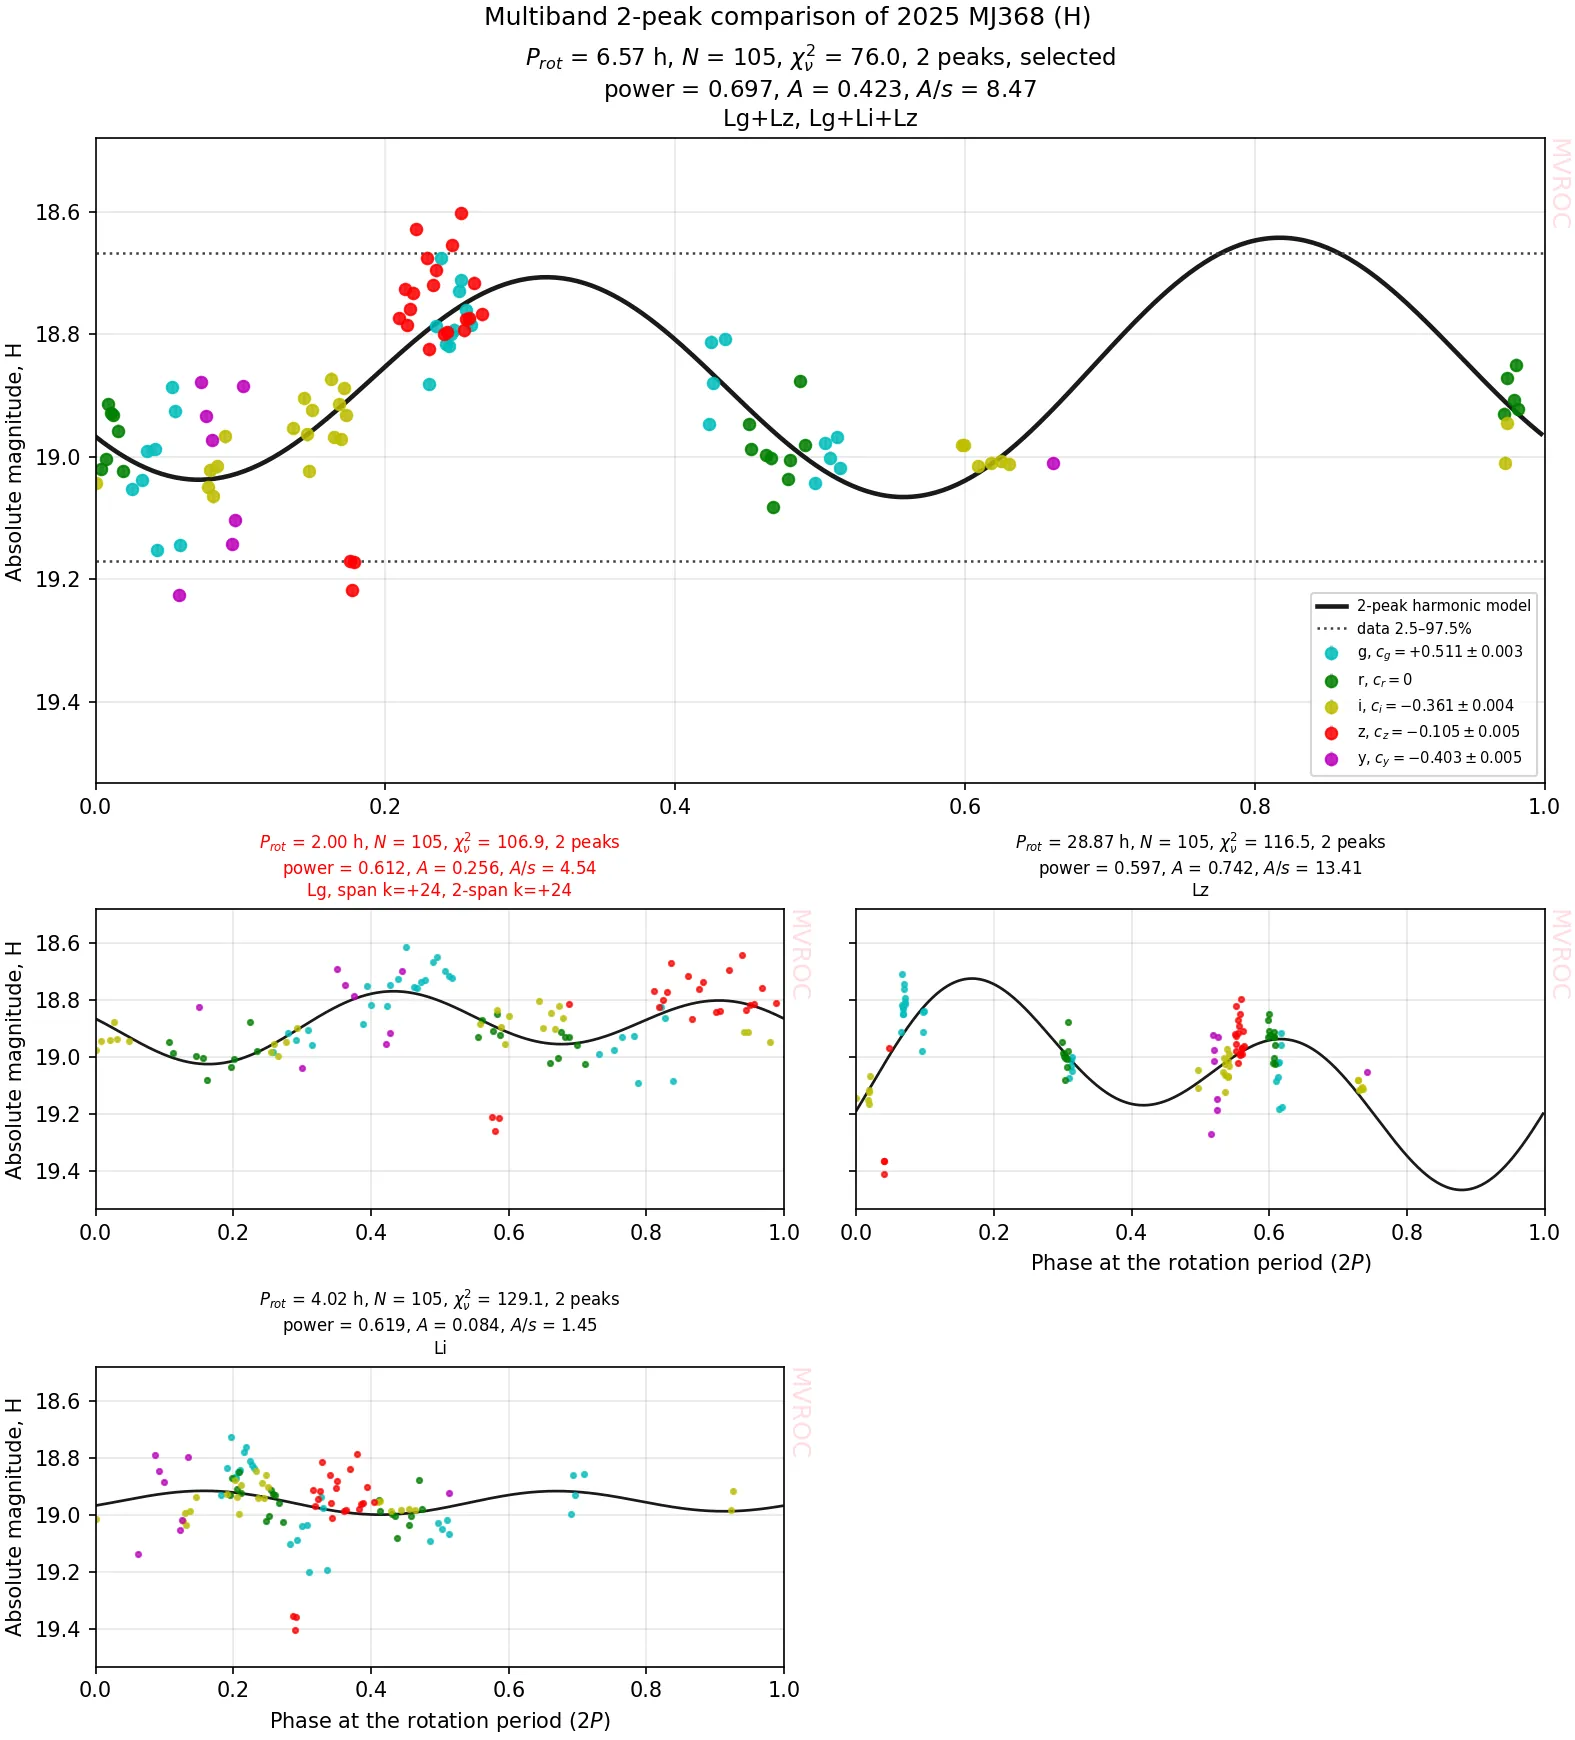 Multiband 2-peak comparison of 2025 MJ368 (H)
P_rot = 6.57 h, N = 105, χ²_ν = 76.0, 2 peaks, selected
power = 0.697, A = 0.423, A/s = 8.47
Lg+Lz, Lg+Li+Lz
MVROC
Absolute magnitude, H
18.6
18.8
19.0
19.2
19.4
2-peak harmonic model
data 2.5–97.5%
g, c_g = +0.511 ± 0.003
r, c_r = 0
i, c_i = −0.361 ± 0.004
z, c_z = −0.105 ± 0.005
y, c_y = −0.403 ± 0.005
0.0 0.2 0.4 0.6 0.8 1.0
P_rot = 2.00 h, N = 105, χ²_ν = 106.9, 2 peaks
power = 0.612, A = 0.256, A/s = 4.54
Lg, span k=+24, 2-span k=+24
MVROC
Absolute magnitude, H
18.6
18.8
19.0
19.2
19.4
0.0 0.2 0.4 0.6 0.8 1.0
P_rot = 28.87 h, N = 105, χ²_ν = 116.5, 2 peaks
power = 0.597, A = 0.742, A/s = 13.41
Lz
MVROC
0.0 0.2 0.4 0.6 0.8 1.0
Phase at the rotation period (2P)
P_rot = 4.02 h, N = 105, χ²_ν = 129.1, 2 peaks
power = 0.619, A = 0.084, A/s = 1.45
Li
MVROC
Absolute magnitude, H
18.6
18.8
19.0
19.2
19.4
0.0 0.2 0.4 0.6 0.8 1.0
Phase at the rotation period (2P)